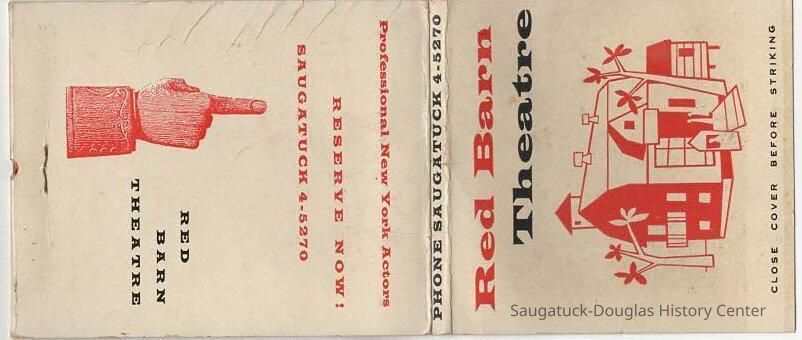 Professional New York Actors
RESERVE NOW!
SAUGATUCK 4-5270
RED
BARN
THEATRE
PHONE SAUGATUCK 4-5270
Red Barn
Theatre
CLOSE COVER BEFORE STRIKING
Saugatuck-Douglas History Center